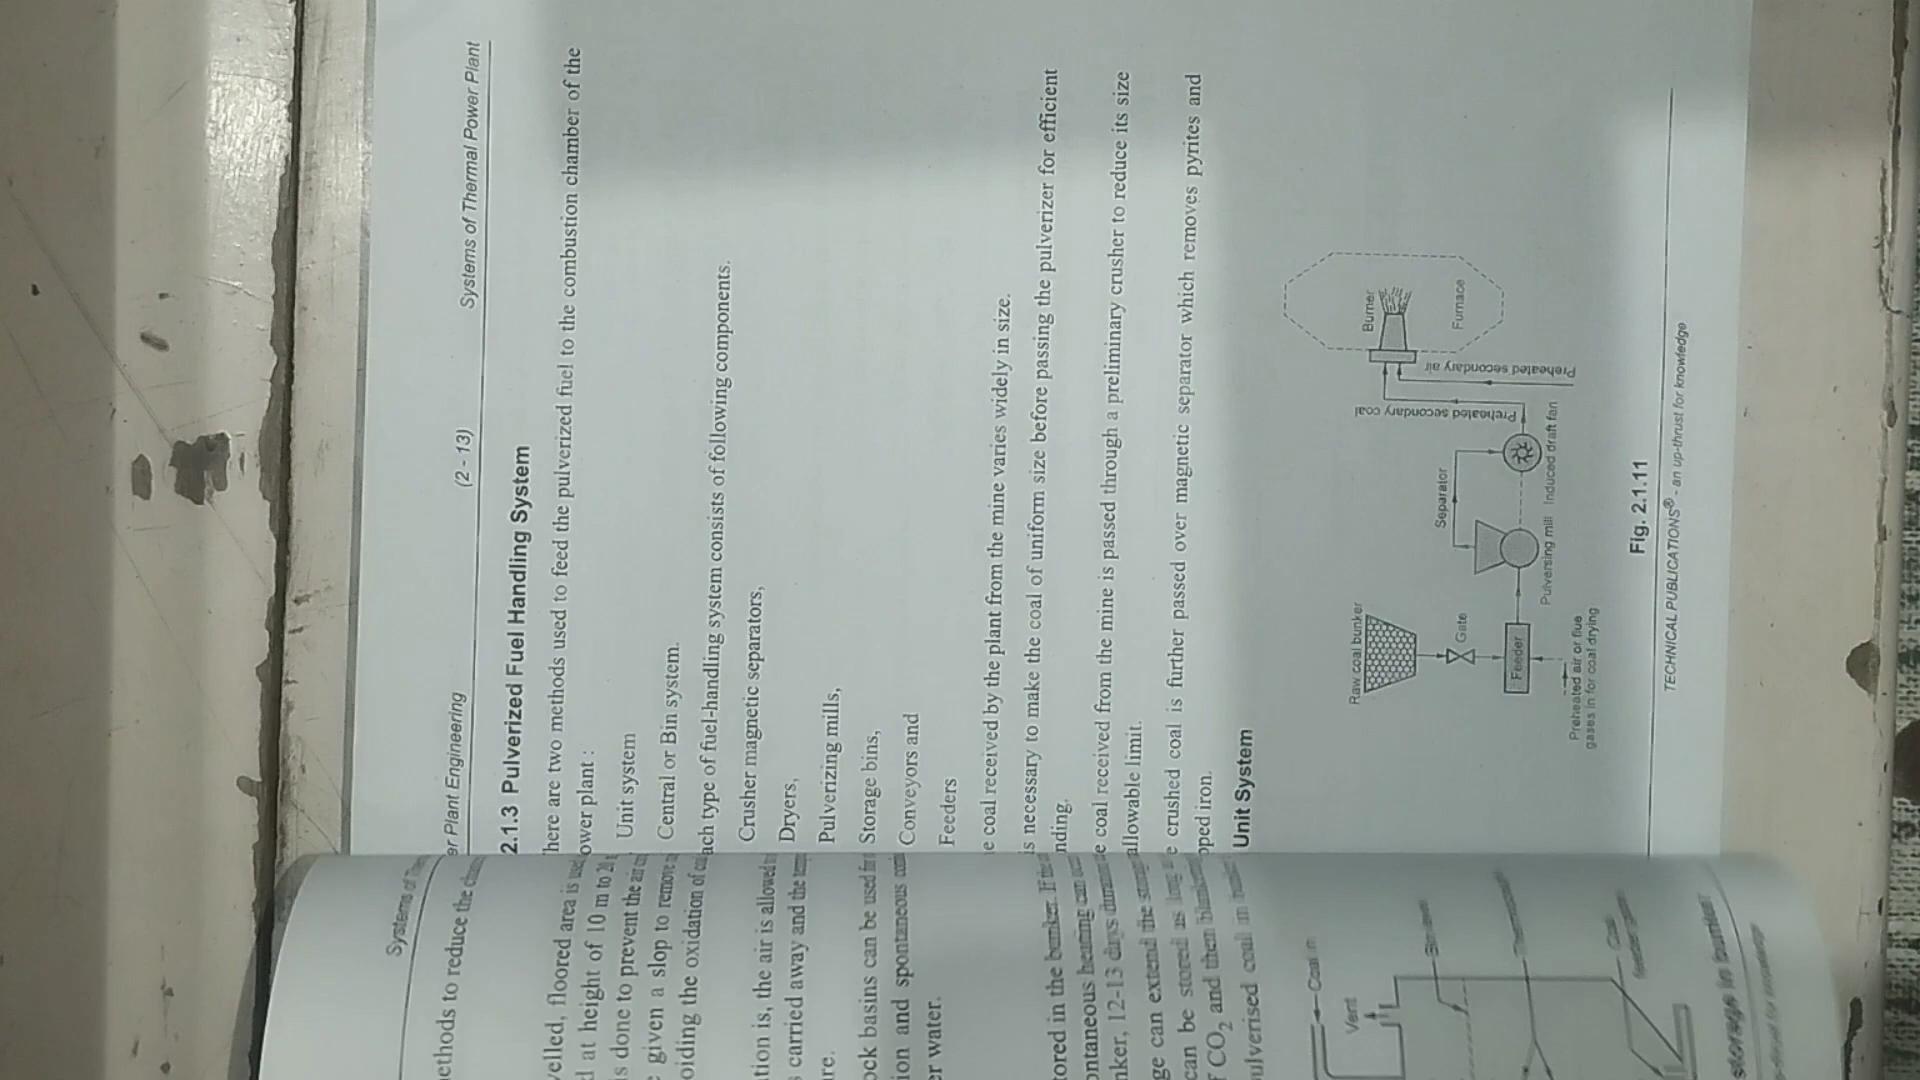 er Plant Engineering (2 - 13) Systems of Thermal Power Plant
2.1.3 Pulverized Fuel Handling System
here are two methods used to feed the pulverized fuel to the combustion chamber of the
ower plant :
Unit system
Central or Bin system.
ach type of fuel-handling system consists of following components.
Crusher magnetic separators,
Dryers,
Pulverizing mills,
Storage bins,
Conveyors and
Feeders
e coal received by the plant from the mine varies widely in size.
is necessary to make the coal of uniform size before passing the pulverizer for efficient
nding.
e coal received from the mine is passed through a preliminary crusher to reduce its size
allowable limit.
e crushed coal is further passed over magnetic separator which removes pyrites and
pped iron.
Unit System
Raw coal bunker
Gate
Feeder
Preheated air or flue
gases in for coal drying
Pulversing mill
Separator
Induced draft fan
Preheated secondary coal
Preheated secondary air
Burner
Furnace
Fig. 2.1.11
TECHNICAL PUBLICATIONS® - an up-thrust for knowledge
Systems of
ethods to reduce the
velled, floored area is
d at height of 10 m to
is done to prevent the air
given a slop to remove
oiding the oxidation of
tion is, the air is allowed
carried away and the
re.
ock basins can be used for
ion and spontaneous
er water.
tored in the bunker. If
ontaneous heating can
nker, 12-13 days
ge can extend the
can be stored as long
f CO2 and then
ulverised coal in
Coal in
Vent
storage in bunker